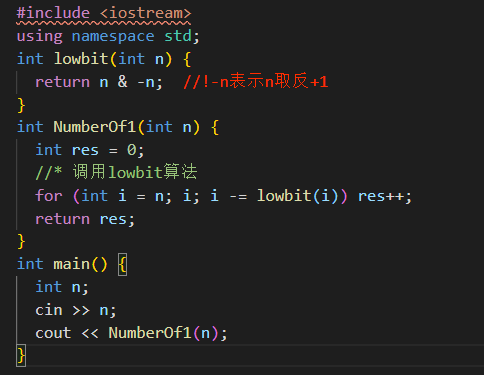 #include <iostream>
using namespace std;
int lowbit(int n) {
  return n & -n;  //!-n表示n取反+1
}
int NumberOf1(int n) {
  int res = 0;
  //* 调用lowbit算法
  for (int i = n; i; i -= lowbit(i)) res++;
  return res;
}
int main() {
  int n;
  cin >> n;
  cout << NumberOf1(n);
}